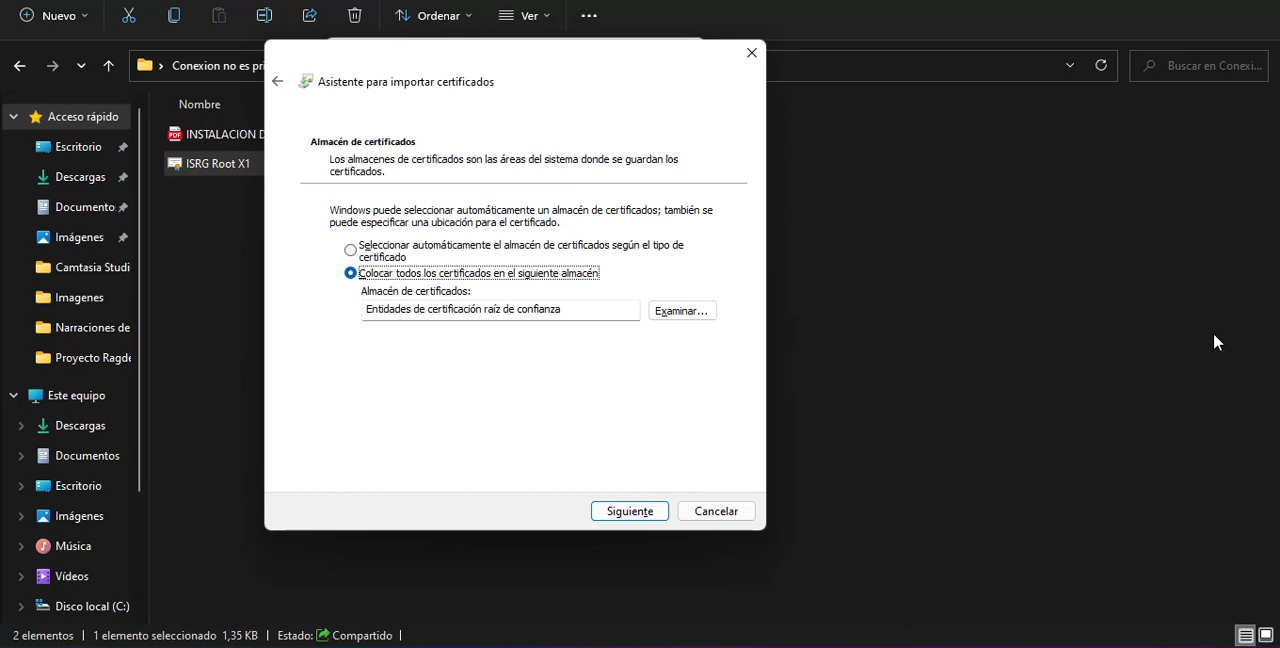 Nuevo
Ordenar
Ver
Conexion no es pri
Buscar en Conexi...
Acceso rápido
Escritorio
Descargas
Documento
Imágenes
Camtasia Studi
Imagenes
Narraciones de
Proyecto Ragde
Este equipo
Descargas
Documentos
Escritorio
Imágenes
Música
Vídeos
Disco local (C:)
Nombre
PDF
INSTALACION D
ISRG Root X1
Asistente para importar certificados
Almacén de certificados
Los almacenes de certificados son las áreas del sistema donde se guardan los
certificados.
Windows puede seleccionar automáticamente un almacén de certificados; también se
puede especificar una ubicación para el certificado.
Seleccionar automáticamente el almacén de certificados según el tipo de
certificado
Colocar todos los certificados en el siguiente almacén
Almacén de certificados:
Entidades de certificación raíz de confianza
Examinar...
Siguiente
Cancelar
2 elementos
1 elemento seleccionado 1,35 KB
Estado: Compartido